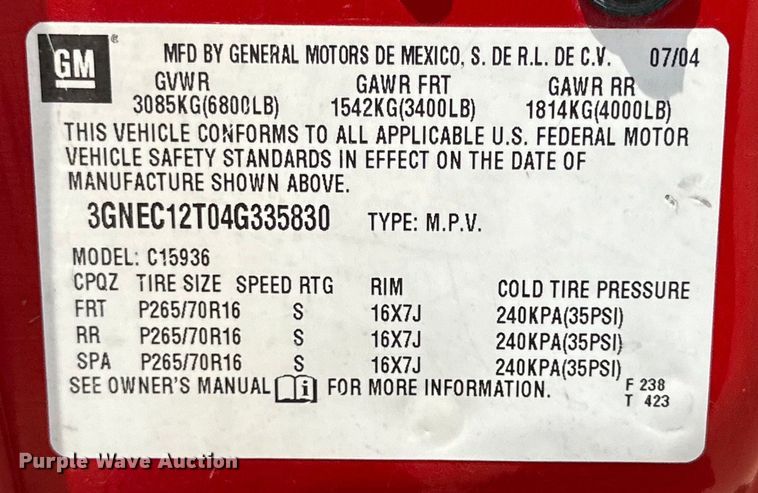 GM ®
MFD BY GENERAL MOTORS DE MEXICO, S. DE R.L. DE C.V. 07/04
GVWR GAWR FRT GAWR RR
3085KG(6800LB) 1542KG(3400LB) 1814KG(4000LB)
THIS VEHICLE CONFORMS TO ALL APPLICABLE U.S. FEDERAL MOTOR
VEHICLE SAFETY STANDARDS IN EFFECT ON THE DATE OF
MANUFACTURE SHOWN ABOVE.
3GNEC12T04G335830 TYPE: M.P.V.
MODEL: C15936
CPQZ TIRE SIZE SPEED RTG RIM COLD TIRE PRESSURE
FRT P265/70R16 S 16X7J 240KPA(35PSI)
RR P265/70R16 S 16X7J 240KPA(35PSI)
SPA P265/70R16 S 16X7J 240KPA(35PSI)
SEE OWNER'S MANUAL i FOR MORE INFORMATION.
F 238
T 423
Purple Wave Auction